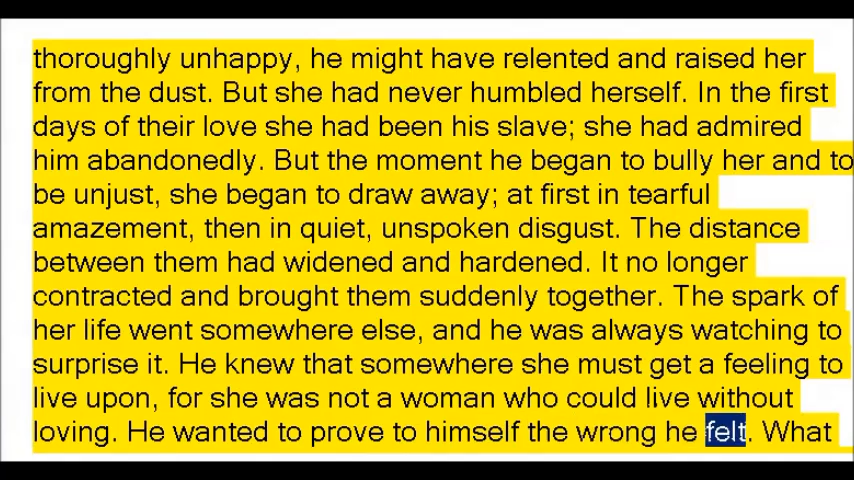 thoroughly unhappy, he might have relented and raised her
from the dust. But she had never humbled herself. In the first
days of their love she had been his slave; she had admired
him abandonedly. But the moment he began to bully her and to
be unjust, she began to draw away; at first in tearful
amazement, then in quiet, unspoken disgust. The distance
between them had widened and hardened. It no longer
contracted and brought them suddenly together. The spark of
her life went somewhere else, and he was always watching to
surprise it. He knew that somewhere she must get a feeling to
live upon, for she was not a woman who could live without
loving. He wanted to prove to himself the wrong he felt. What